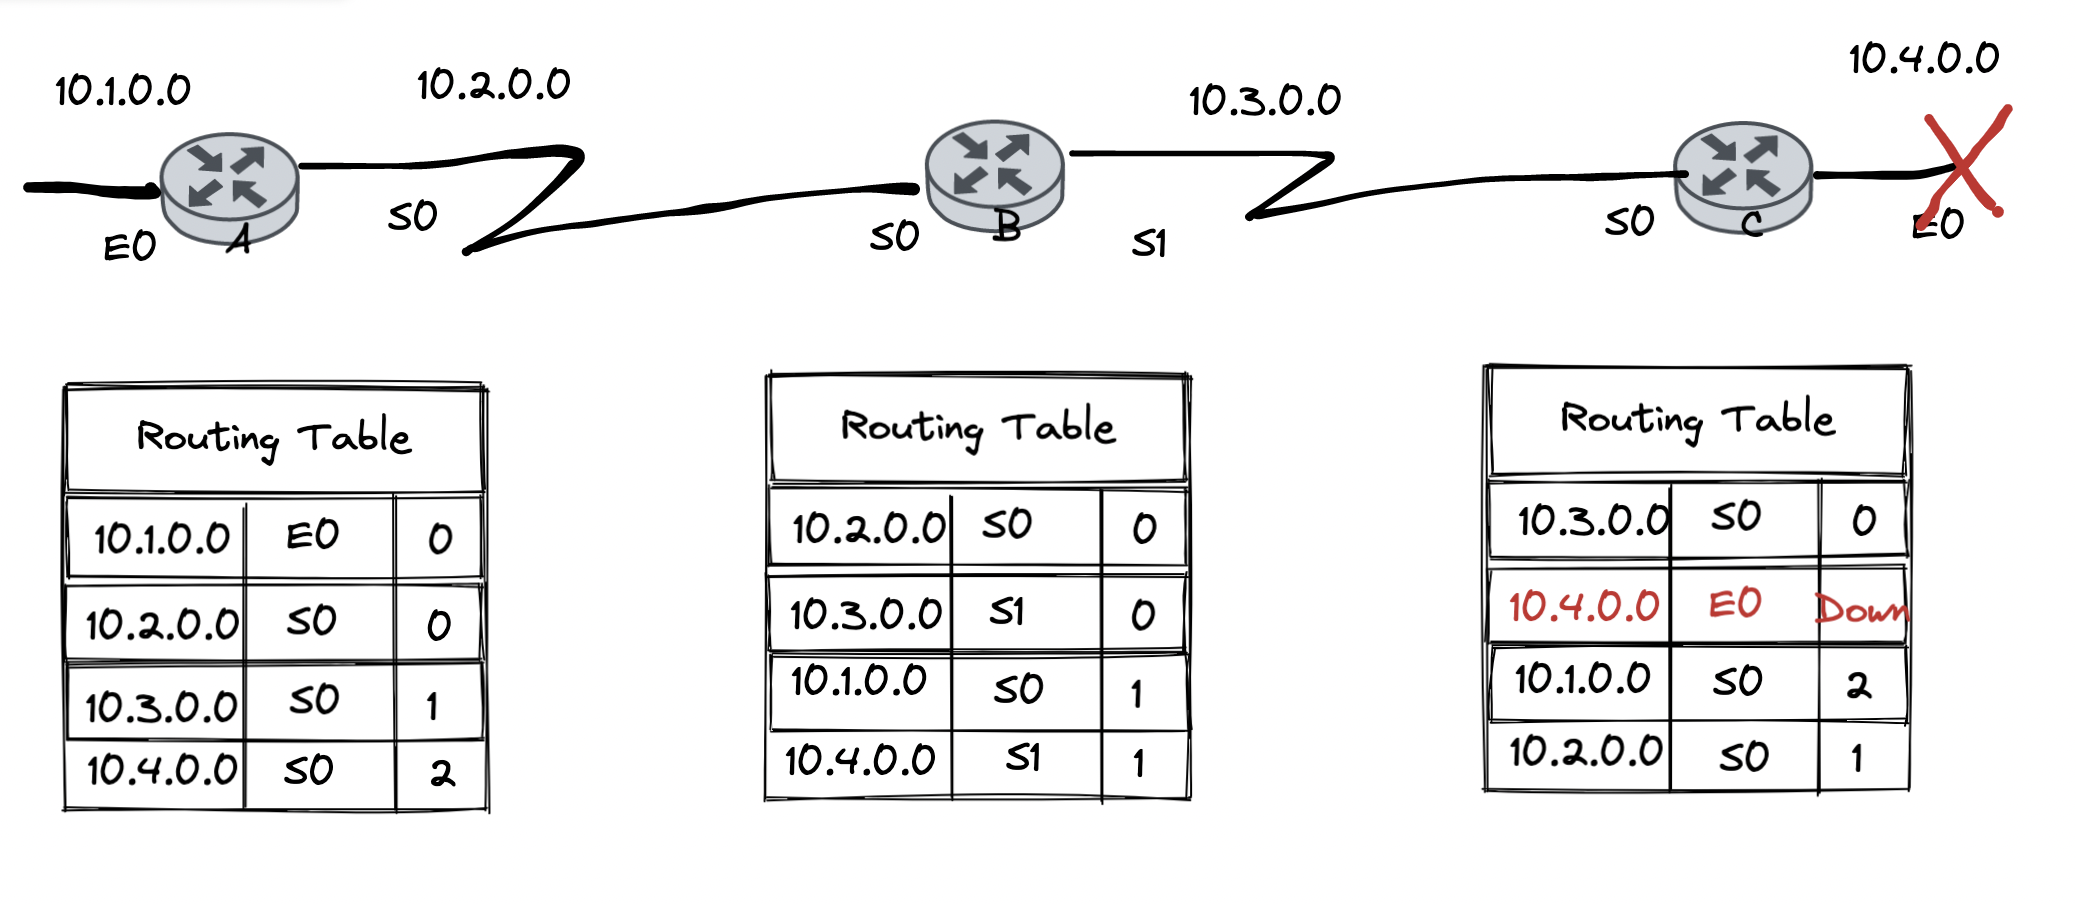 10.1.0.0
10.2.0.0
10.3.0.0
10.4.0.0
E0
A
S0
S0
B
S1
S0
C
E0
Routing Table
10.1.0.0 E0 0
10.2.0.0 S0 0
10.3.0.0 S0 1
10.4.0.0 S0 2
Routing Table
10.2.0.0 S0 0
10.3.0.0 S1 0
10.1.0.0 S0 1
10.4.0.0 S1 1
Routing Table
10.3.0.0 S0 0
10.4.0.0 E0 Down
10.1.0.0 S0 2
10.2.0.0 S0 1